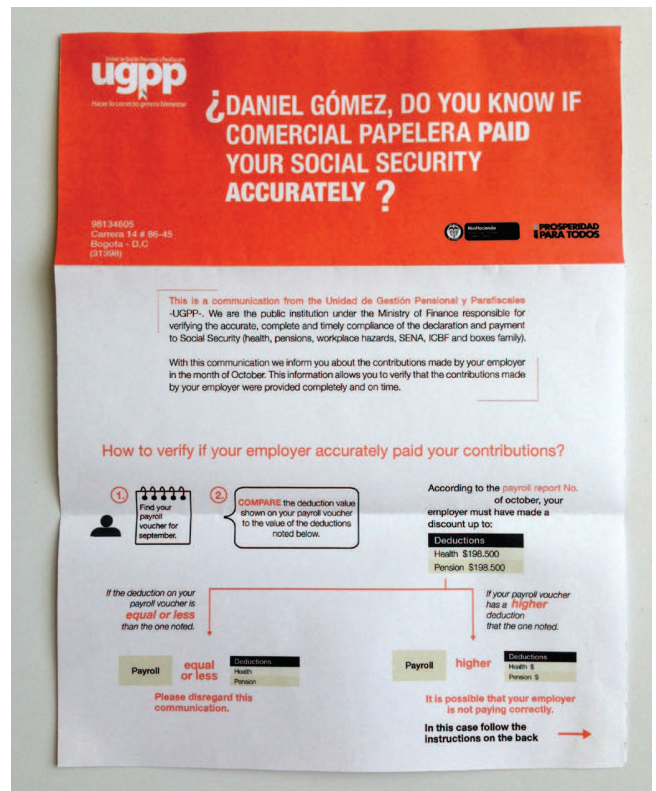 Unidad de Gestión Pensional y Parafiscales
ugpp
Hacer lo correcto, genera bienestar
¿DANIEL GÓMEZ, DO YOU KNOW IF
COMERCIAL PAPELERA PAID
YOUR SOCIAL SECURITY
ACCURATELY ?
98134605
Carrera 14 # 86-45
Bogota - D.C
(31398)
MinHacienda
PROSPERIDAD
PARA TODOS
This is a communication from the Unidad de Gestión Pensional y Parafiscales
-UGPP-. We are the public institution under the Ministry of Finance responsible for
verifying the accurate, complete and timely compliance of the declaration and payment
to Social Security (health, pensions, workplace hazards, SENA, ICBF and boxes family).
With this communication we inform you about the contributions made by your employer
in the month of October. This information allows you to verify that the contributions made
by your employer were provided completely and on time.
How to verify if your employer accurately paid your contributions?
1.
Find your
payroll
voucher for
september.
2.
COMPARE the deduction value
shown on your payroll voucher
to the value of the deductions
noted below.
According to the payroll report No.
of october, your
employer must have made a
discount up to:
Deductions
Health $198.500
Pension $198.500
If the deduction on your
payroll voucher is
equal or less
than the one noted.
If your payroll voucher
has a higher
deduction
that the one noted.
Payroll
equal
or less
Deductions
Health
Pension
Please disregard this
communication.
Payroll
higher
Deductions
Health $
Pension $
It is possible that your employer
is not paying correctly.
In this case follow the
instructions on the back